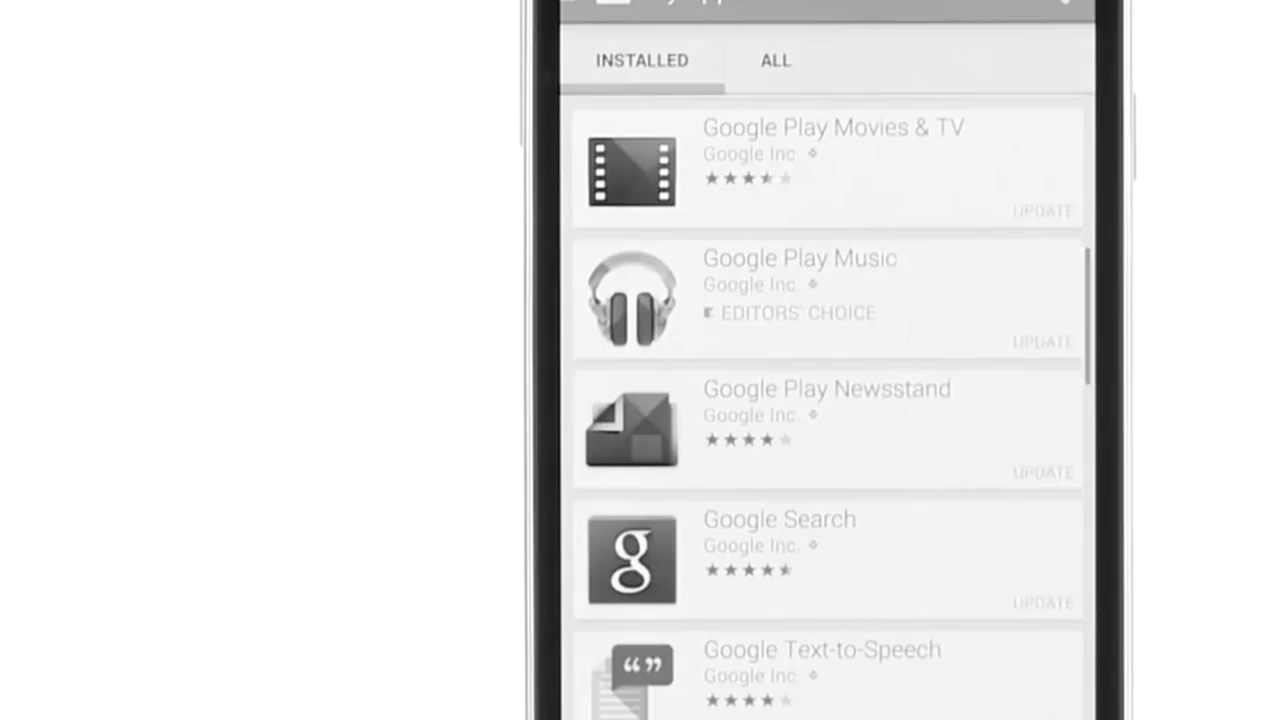 INSTALLED ALL
Google Play Movies & TV
Google Inc
UPDATE
Google Play Music
Google Inc.
EDITORS' CHOICE
UPDATE
Google Play Newsstand
Google Inc.
UPDATE
g
Google Search
Google Inc.
UPDATE
“ ”
Google Text-to-Speech
Google Inc.